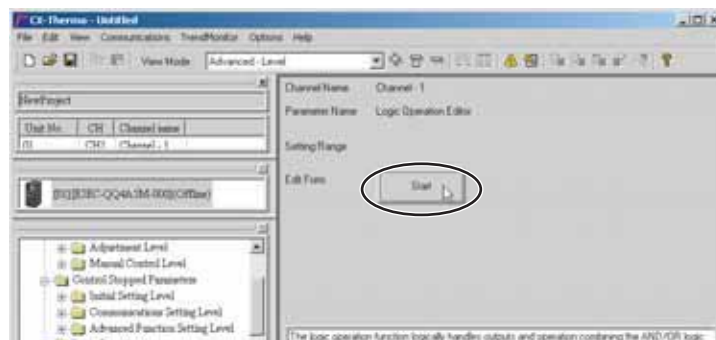 CX-Thermo - Untitled
File Edit View Communications TrendMonitor Options Help
View Mode Advanced - Level
NewProject
Unit No. CH Channel name
01 CH1 Channel - 1
Channel Name Channel - 1
Parameter Name Logic Operation Editor
Setting Range
Edit Func Start
Adjustment Level
Manual Control Level
Control Stopped Parameters
Initial Setting Level
Communications Setting Level
Advanced Function Setting Level
The logic operation function logically handles outputs and operation combining the AND/OR logic